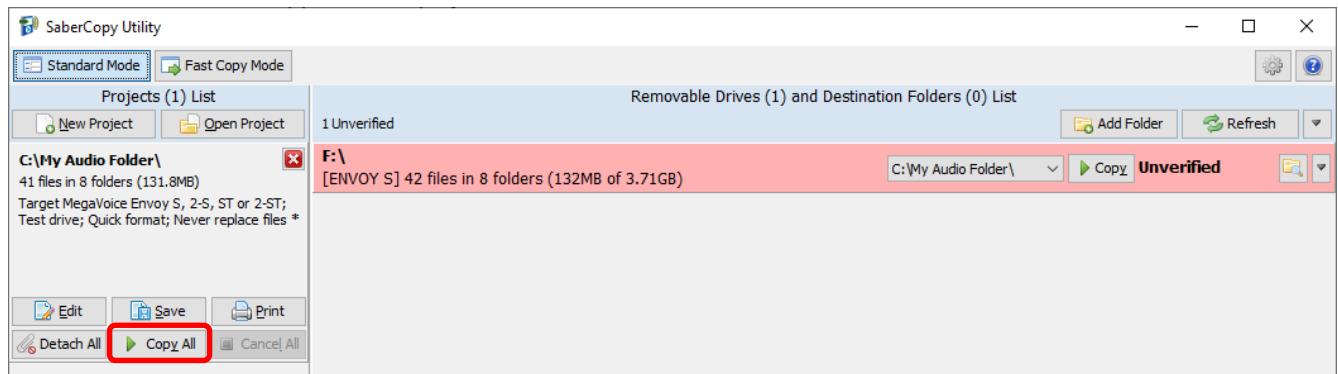 SaberCopy Utility
Standard Mode
Fast Copy Mode
Projects (1) List
Removable Drives (1) and Destination Folders (0) List
New Project
Open Project
1 Unverified
Add Folder
Refresh
C:\My Audio Folder\
41 files in 8 folders (131.8MB)
Target MegaVoice Envoy S, 2-S, ST or 2-ST;
Test drive; Quick format; Never replace files *
F:\
[ENVOY S] 42 files in 8 folders (132MB of 3.71GB)
C:\My Audio Folder\
Copy
Unverified
Edit
Save
Print
Detach All
Copy All
Cancel All